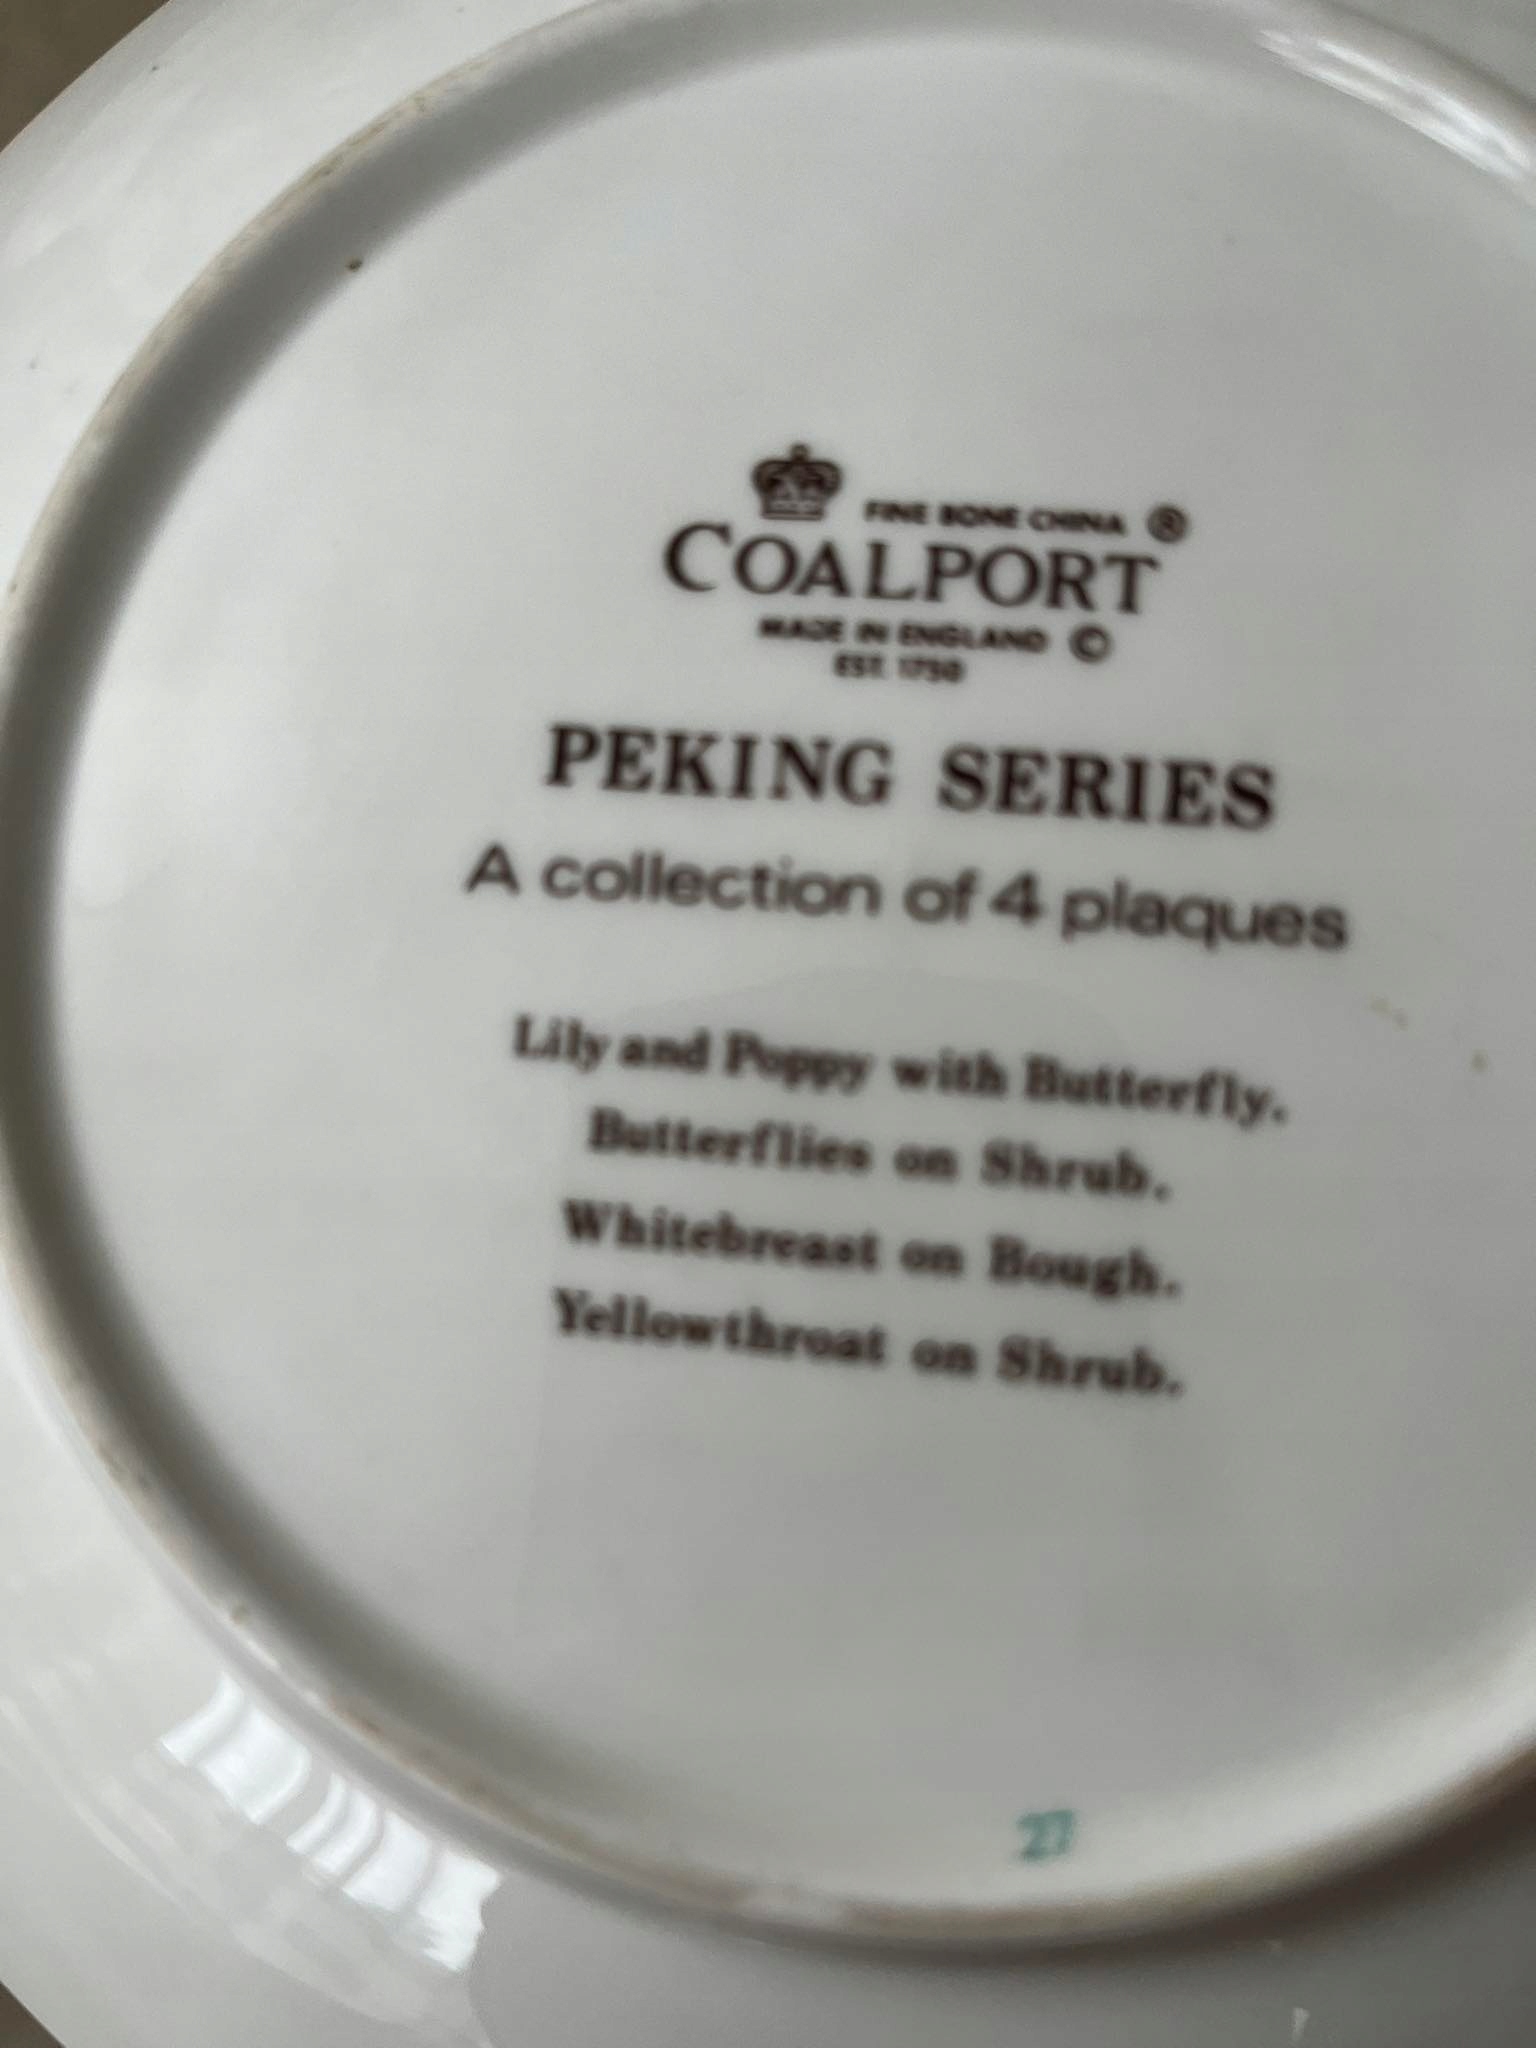 FINE BONE CHINA ®
COALPORT
MADE IN ENGLAND ©
EST. 1750
PEKING SERIES
A collection of 4 plaques
Lily and Poppy with Butterfly.
Butterflies on Shrub.
Whitebreast on Bough.
Yellowthroat on Shrub.
27